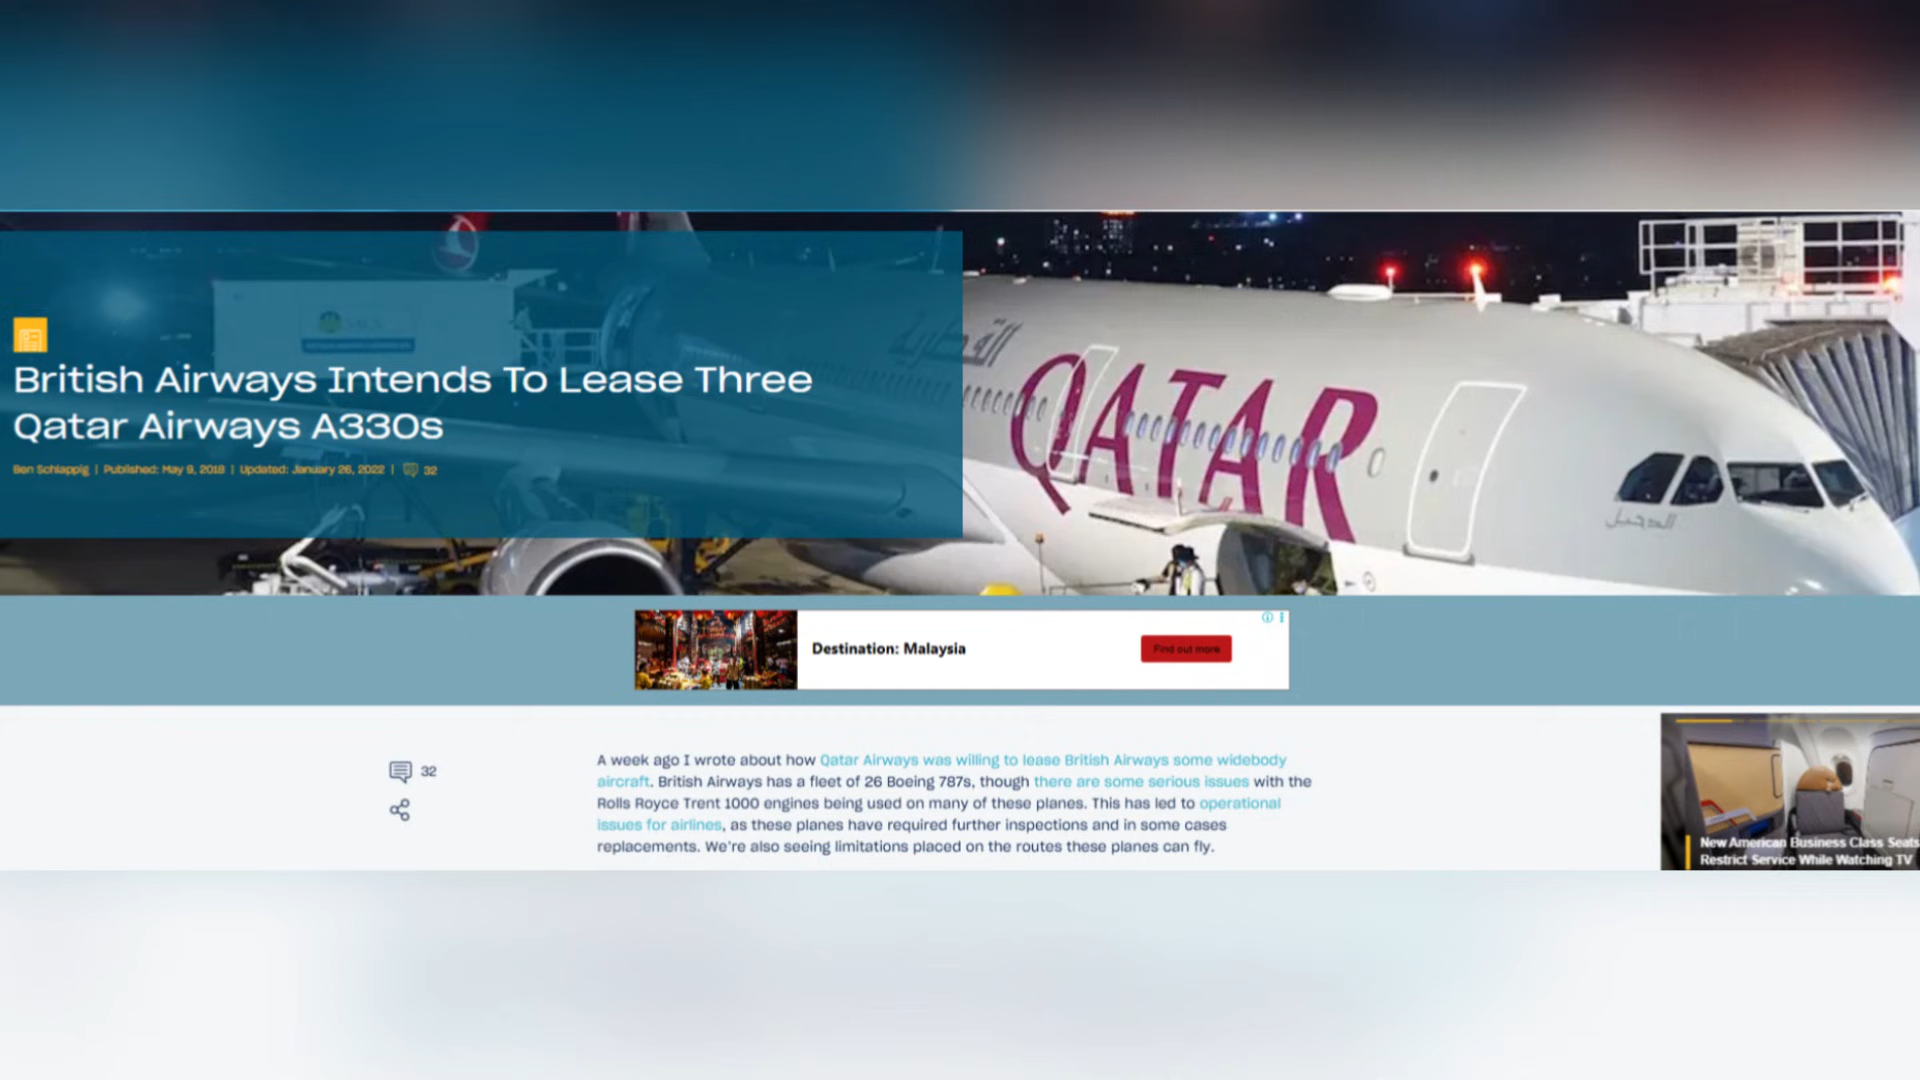 British Airways Intends To Lease Three
Qatar Airways A330s
Ben Schlappig | Published: May 9, 2018 | Updated: January 26, 2022 | 32
القطرية
QATAR
الدحيل
Destination: Malaysia
Find out more
32
A week ago I wrote about how Qatar Airways was willing to lease British Airways some widebody
aircraft. British Airways has a fleet of 26 Boeing 787s, though there are some serious issues with the
Rolls Royce Trent 1000 engines being used on many of these planes. This has led to operational
issues for airlines, as these planes have required further inspections and in some cases
replacements. We're also seeing limitations placed on the routes these planes can fly.
New American Business Class Seats
Restrict Service While Watching TV